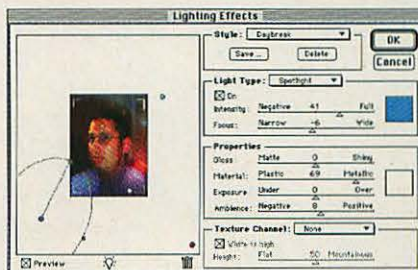 Lighting Effects
Style: Daybreak
OK
Save...
Delete
Cancel
Light Type: Spotlight
On
Intensity: Negative 41 Full
Focus: Narrow -6 Wide
Properties
Gloss Matte 0 Shiny
Material: Plastic 69 Metallic
Exposure Under 0 Over
Ambience: Negative 8 Positive
Texture Channel: None
White is high
Height: Flat 50 Mountainous
Preview